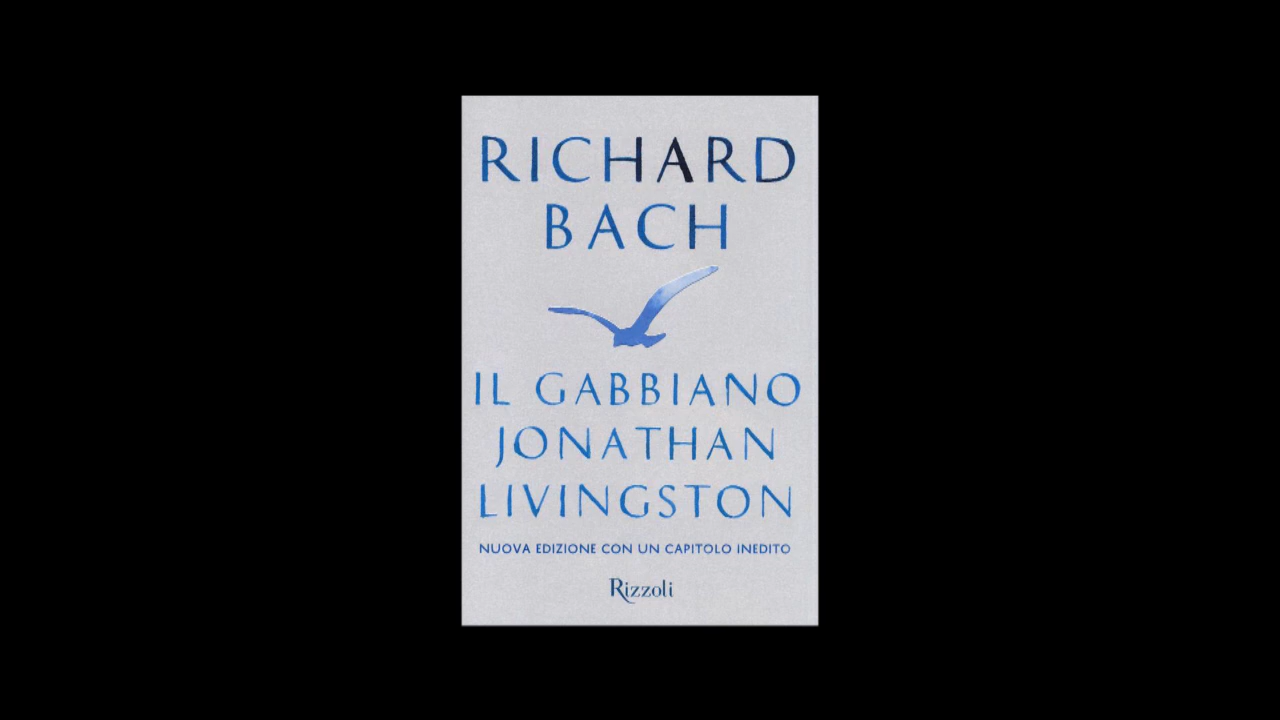 RICHARD
BACH
IL GABBIANO
JONATHAN
LIVINGSTON
NUOVA EDIZIONE CON UN CAPITOLO INEDITO
Rizzoli